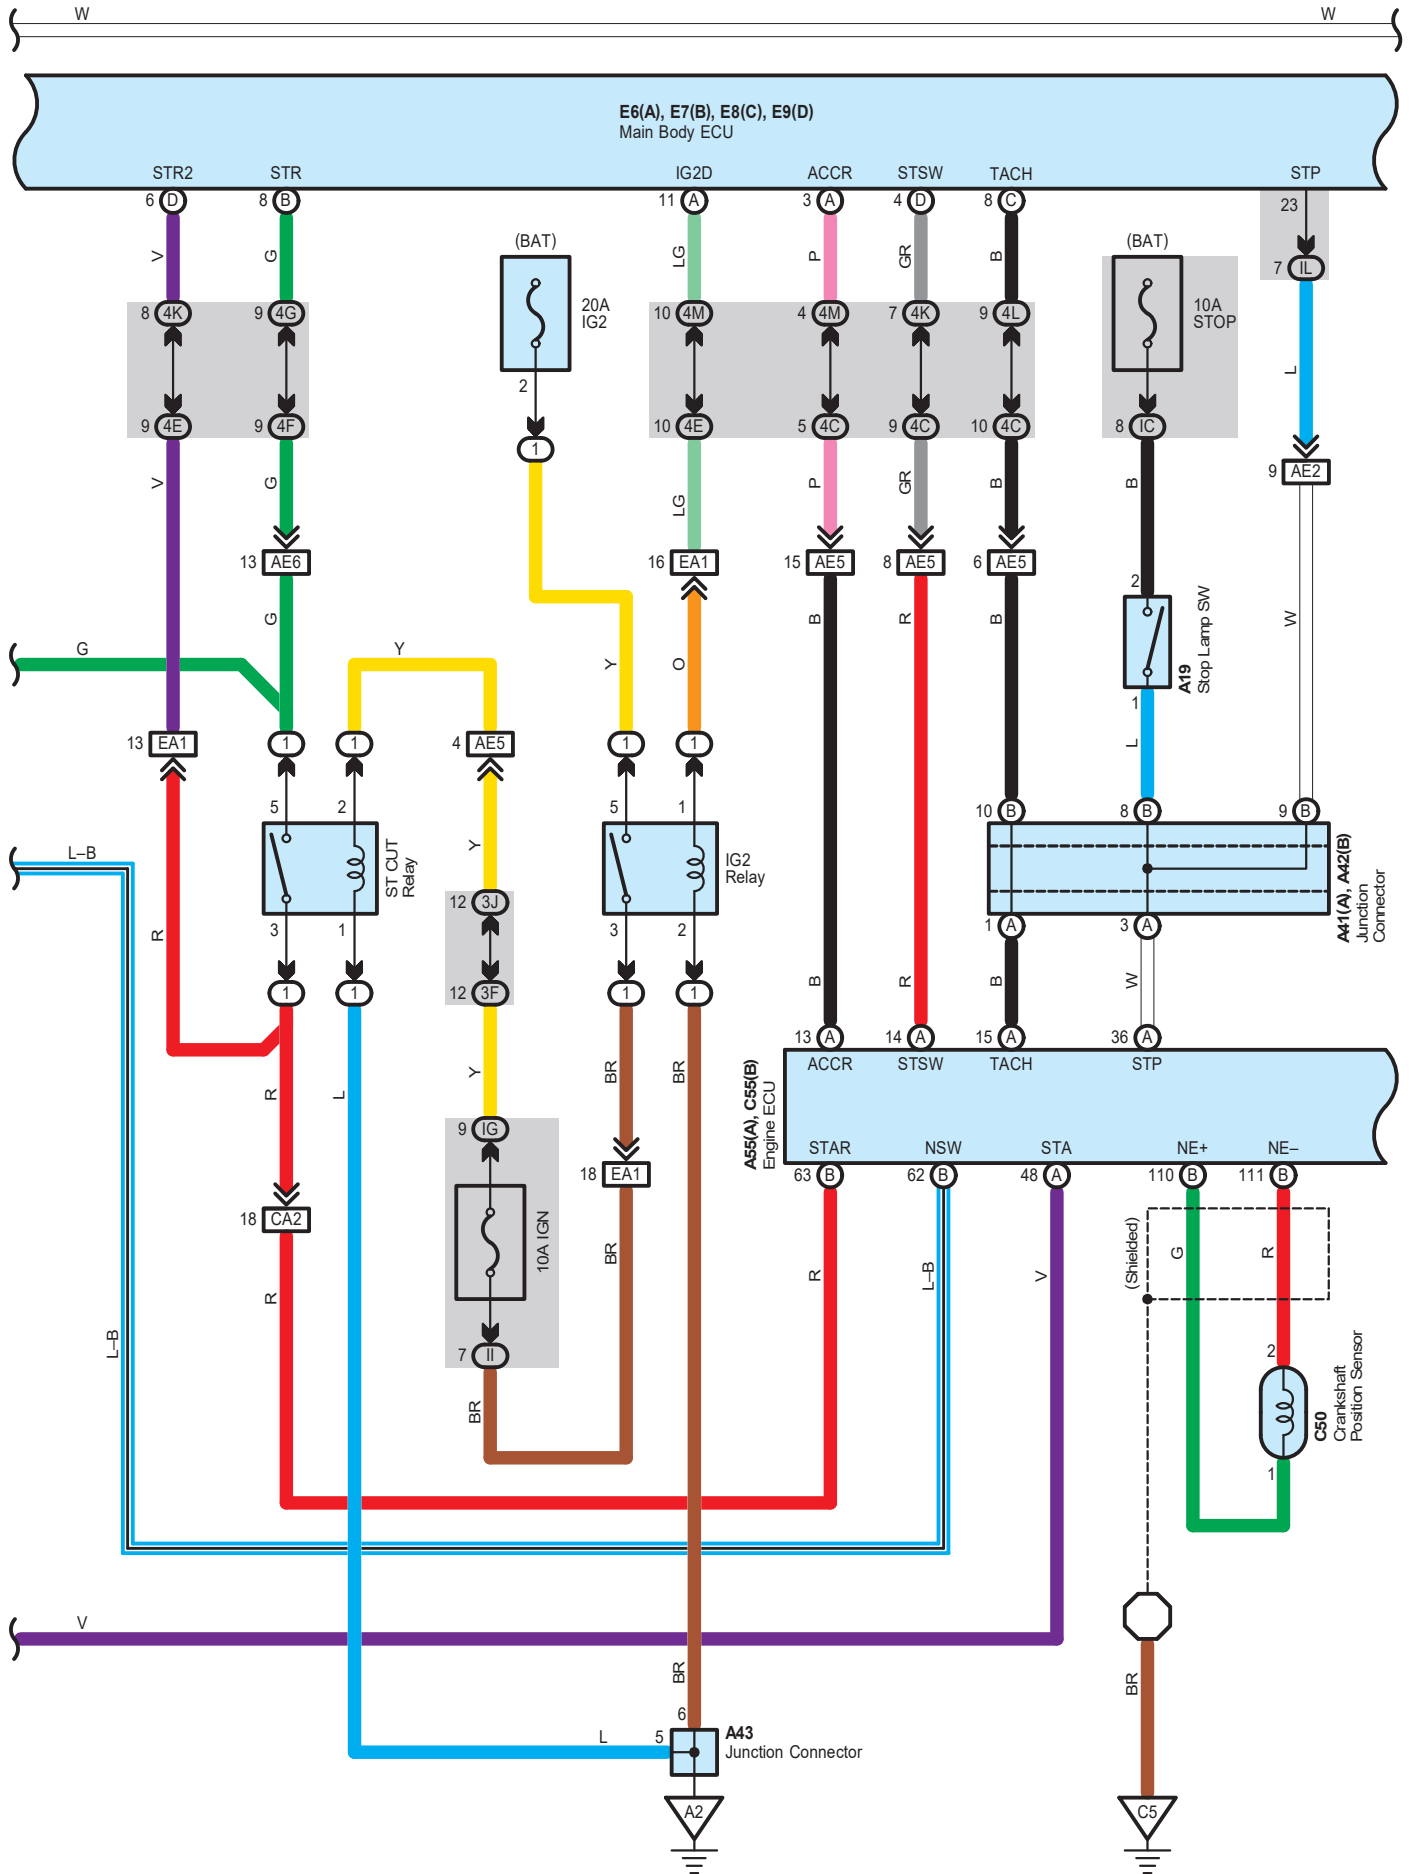 W W
E6(A), E7(B), E8(C), E9(D)
Main Body ECU
STR2 STR IG2D ACCR STSW TACH STP
6 D 8 B 11 A 3 A 4 D 8 C 23
V G (BAT) LG P GR B (BAT) 7 IL
8 4K 9 4G 20A
IG2 10 4M 4 4M 7 4K 9 4L 10A
STOP
2 L
9 4E 9 4F 1 10 4E 5 4C 9 4C 10 4C 8 IC
V G LG P GR B B 9 AE2
13 AE6 16 EA1 15 AE5 8 AE5 6 AE5 2
G B R B W
G Y Y O A19
Stop Lamp SW
1
13 EA1 1 1 4 AE5 1 1 L
5 2 5 1 10 B 8 B 9 B
L–B Y
ST CUT
Relay
IG2
Relay
A41(A), A42(B)
Junction
Connector
12 3J
R 3 1 3 2 1 A 3 A
1 1 12 3F 1 1 B R B W
13 A 14 A 15 A 36 A
ACCR STSW TACH STP
R L Y BR BR
A55(A), C55(B)
Engine ECU
9 IG STAR NSW STA NE+ NE–
18 EA1 63 B 62 B 48 A 110 B 111 B
18 CA2
10A IGN
R BR R L–B V (Shielded) G R
L–B
7 II 2
BR C50
Crankshaft
Position Sensor
1
V
BR BR
6
L 5 A43
Junction Connector
A2 C5